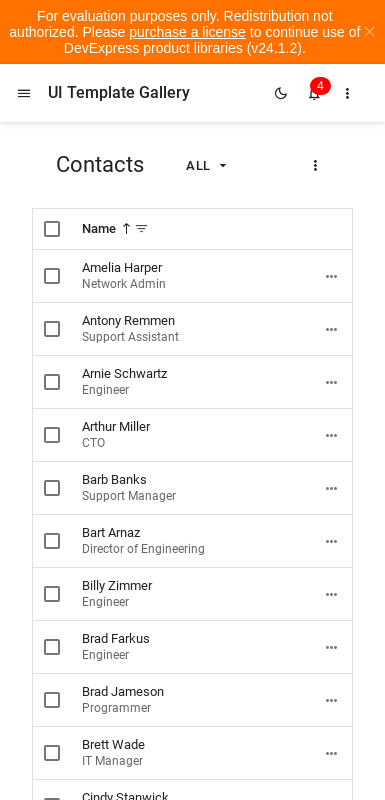 For evaluation purposes only. Redistribution not
authorized. Please purchase a license to continue use of
DevExpress product libraries (v24.1.2).
UI Template Gallery
4
Contacts
ALL
Name
Amelia Harper
Network Admin
Antony Remmen
Support Assistant
Arnie Schwartz
Engineer
Arthur Miller
CTO
Barb Banks
Support Manager
Bart Arnaz
Director of Engineering
Billy Zimmer
Engineer
Brad Farkus
Engineer
Brad Jameson
Programmer
Brett Wade
IT Manager
Cindy Stanwick